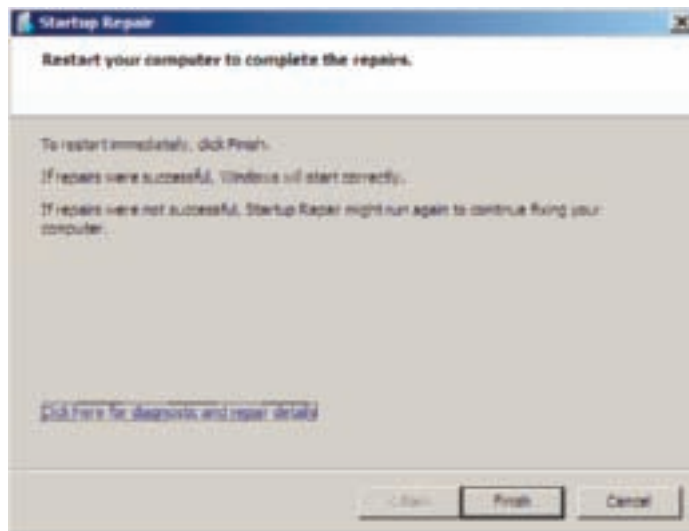 Startup Repair
Restart your computer to complete the repairs.
To restart immediately, click Finish.
If repairs were successful, Windows will start correctly.
If repairs were not successful, Startup Repair might run again to continue fixing your
computer.
Click here for diagnostic and repair details
< Back
Finish
Cancel